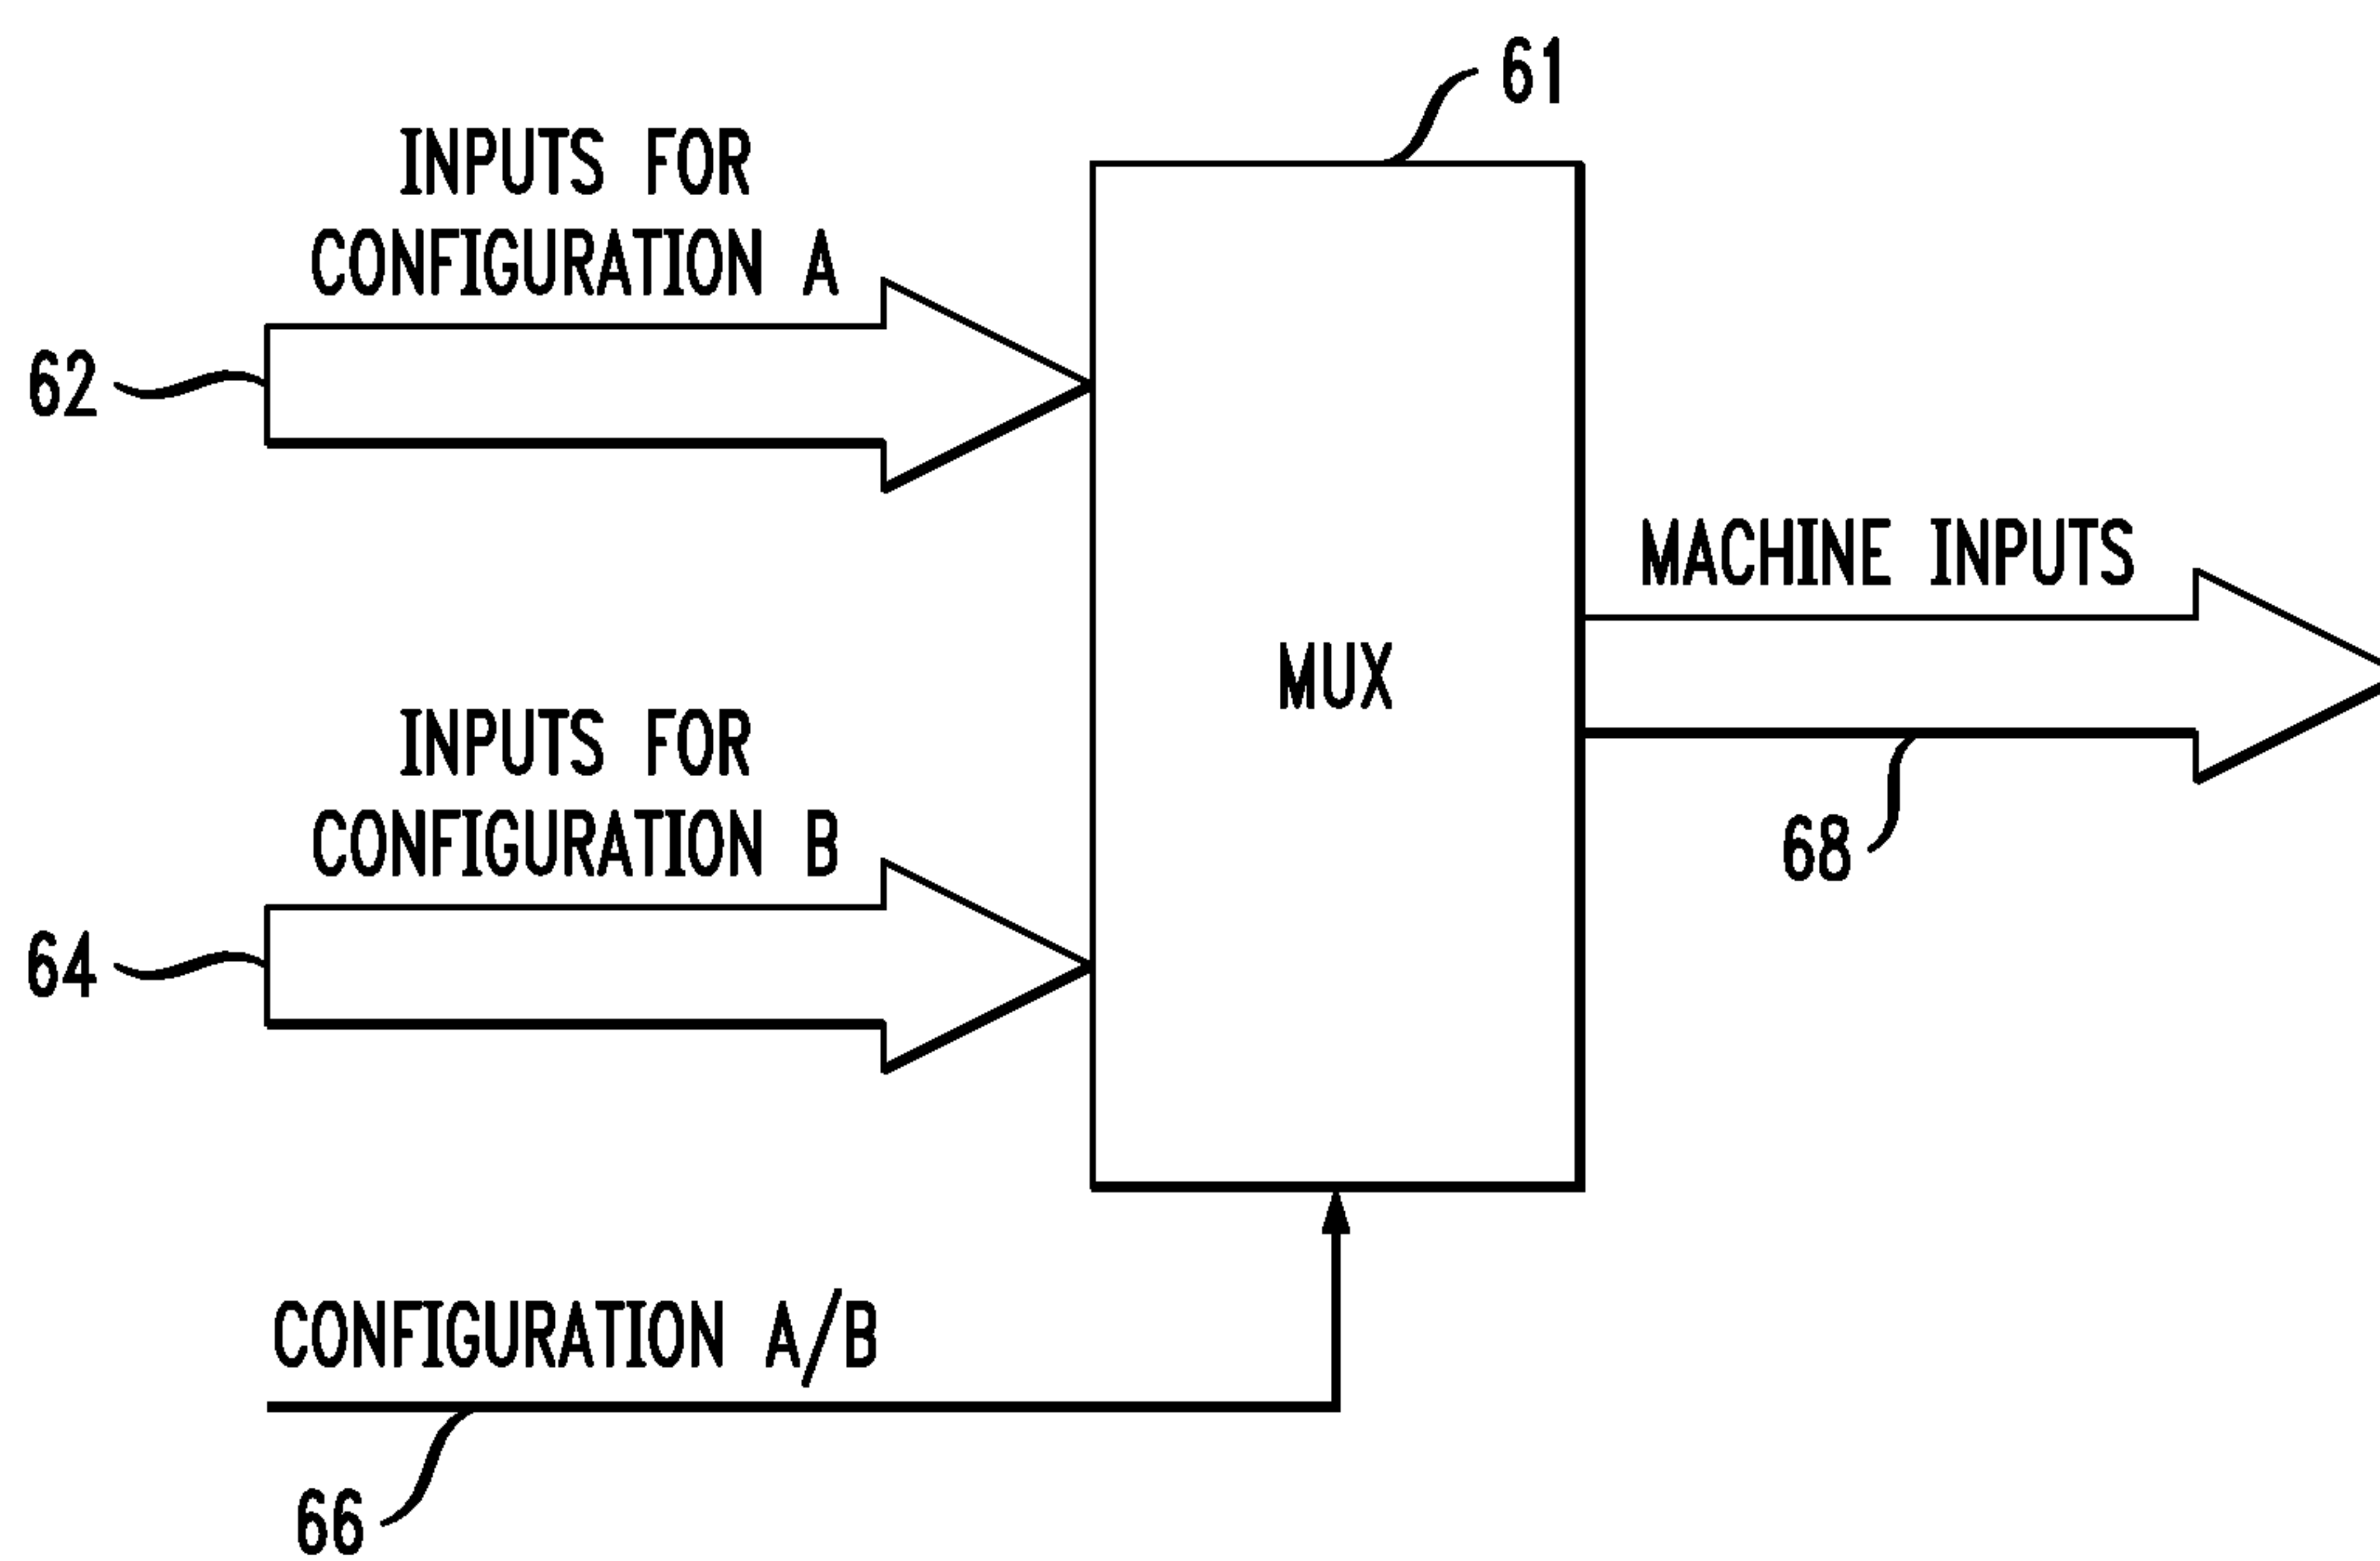 61
INPUTS FOR
CONFIGURATION A
62
MACHINE INPUTS
MUX
INPUTS FOR
CONFIGURATION B
68
64
CONFIGURATION A/B
66